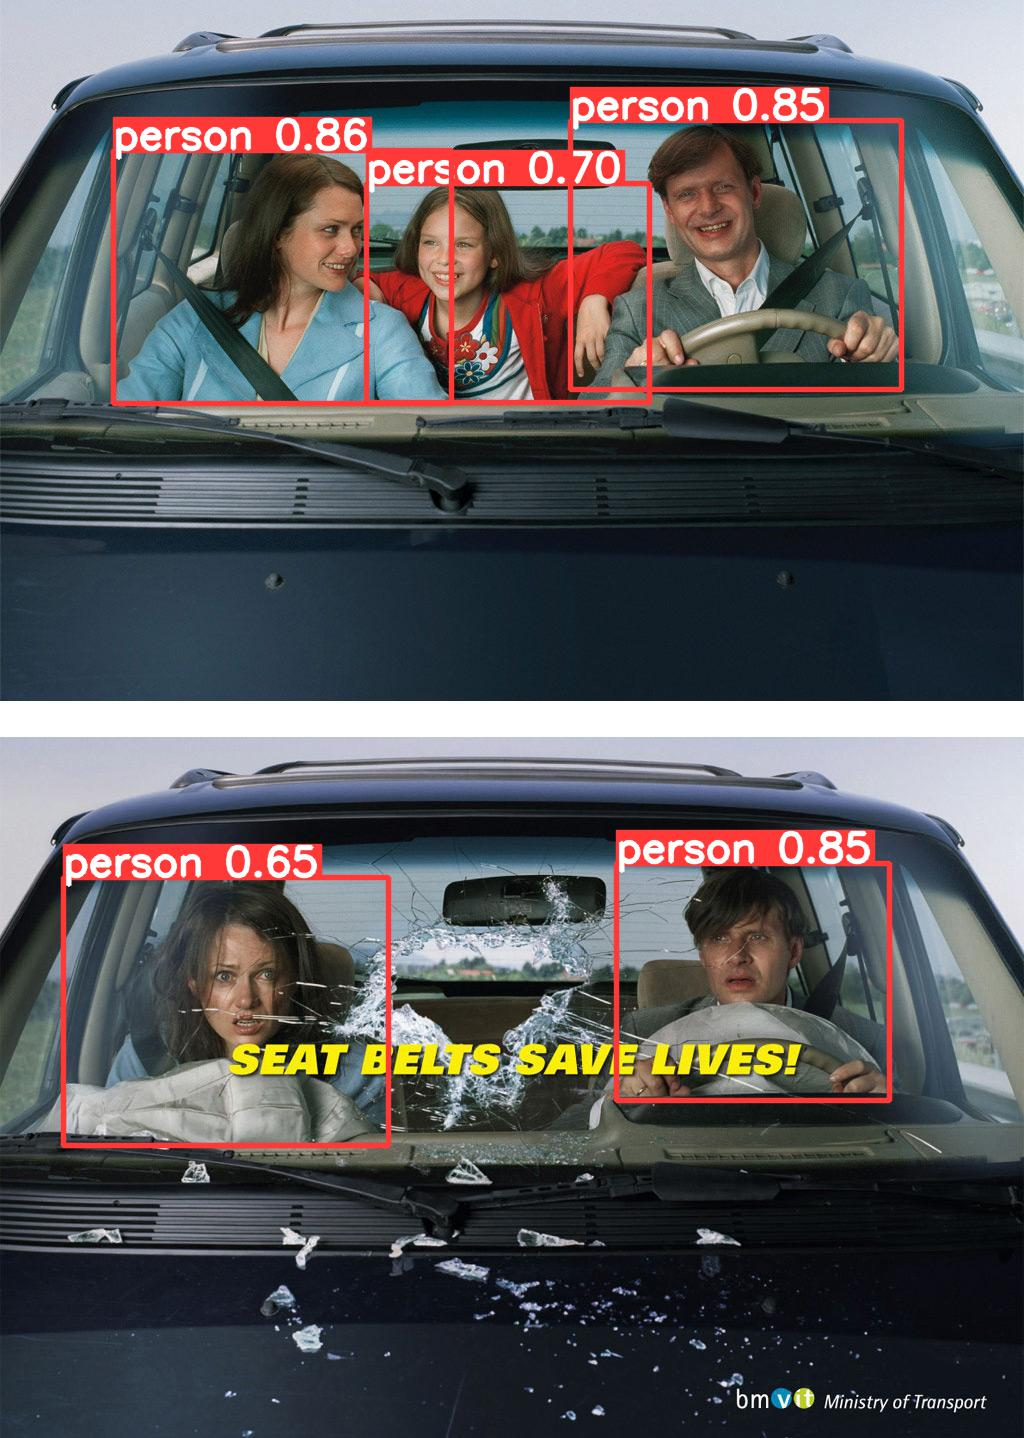 person 0.86
person 0.70
person 0.85
person 0.65
person 0.85
SEAT BELTS SAVE LIVES!
bmvit Ministry of Transport